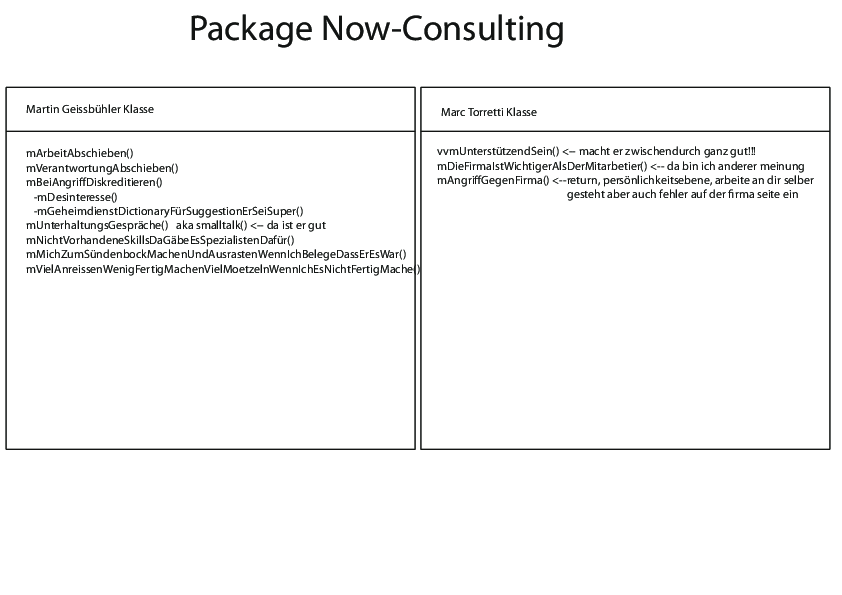 Package Now-Consulting
Martin Geissbühler Klasse
mArbeitAbschieben()
mVerantwortungAbschieben()
mBeiAngriffDiskreditieren()
-mDesinteresse()
-mGeheimdienstDictionaryFürSuggestionErSeiSuper()
mUnterhaltungsGespräche() aka smalltalk() <-- da ist er gut
mNichtVorhandeneSkillsDaGäbeEsSpezialistenDafür()
mMichZumSündenbockMachenUndAusrastenWennIchBelegeDassErEsWar()
mVielAnreissenWenigFertigMachenVielMoetzelnWennIchEsNichtFertigMache()
Marc Torretti Klasse
vvmUnterstützendSein() <-- macht er zwischendurch ganz gut!!!
mDieFirmaIstWichtigerAlsDerMitarbetier() <-- da bin ich anderer meinung
mAngriffGegenFirma() <--return, persönlichkeitsebene, arbeite an dir selber
gesteht aber auch fehler auf der firma seite ein